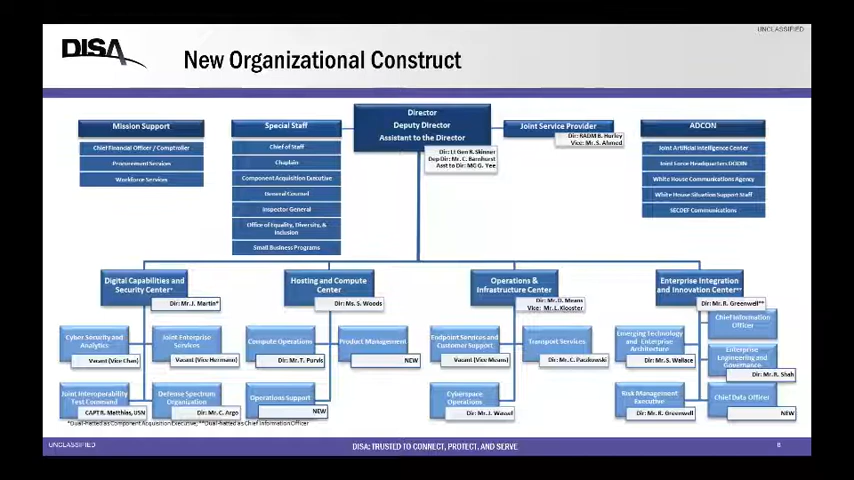 UNCLASSIFIED
DISA
New Organizational Construct
Director
Deputy Director
Assistant to the Director
Dir: Lt Gen R. Skinner
Dep Dir: Mr. C. Barnhurst
Asst to Dir: MG G. Yee
Mission Support
Chief Financial Officer / Comptroller
Procurement Services
Workforce Services
Special Staff
Chief of Staff
Chaplain
Component Acquisition Executive
General Counsel
Inspector General
Office of Equality, Diversity, &
Inclusion
Small Business Programs
Joint Service Provider
Dir: RADM B. Hurley
Vice: Mr. S. Ahmed
ADCON
Joint Artificial Intelligence Center
Joint Force Headquarters DODIN
White House Communications Agency
White House Situation Support Staff
SECDEF Communications
Digital Capabilities and
Security Center*
Dir: Mr. J. Martin*
Cyber Security and
Analytics
Vacant (Vice Chan)
Joint Enterprise
Services
Vacant (Vice Hermann)
Joint Interoperability
Test Command
CAPT R. Matthias, USN
Defense Spectrum
Organization
Dir: Mr. C. Argo
Hosting and Compute
Center
Dir: Ms. S. Woods
Compute Operations
Dir: Mr. T. Purvis
Product Management
NEW
Operations Support
NEW
Operations &
Infrastructure Center
Dir: Mr. D. Means
Vice: Mr. L. Klooster
Endpoint Services and
Customer Support
Vacant (Vice Means)
Transport Services
Dir: Mr. C. Paczkowski
Cyberspace
Operations
Dir: Mr. J. Wassel
Enterprise Integration
and Innovation Center**
Dir: Mr. R. Greenwell**
Emerging Technology
and Enterprise
Architecture
Dir: Mr. S. Wallace
Chief Information
Officer
Enterprise
Engineering and
Governance
Dir: Mr. R. Shah
Risk Management
Executive
Dir: Mr. R. Greenwell
Chief Data Officer
NEW
*Dual-hatted as Component Acquisition Executive; **Dual-hatted as Chief Information Officer
UNCLASSIFIED
DISA: TRUSTED TO CONNECT, PROTECT, AND SERVE